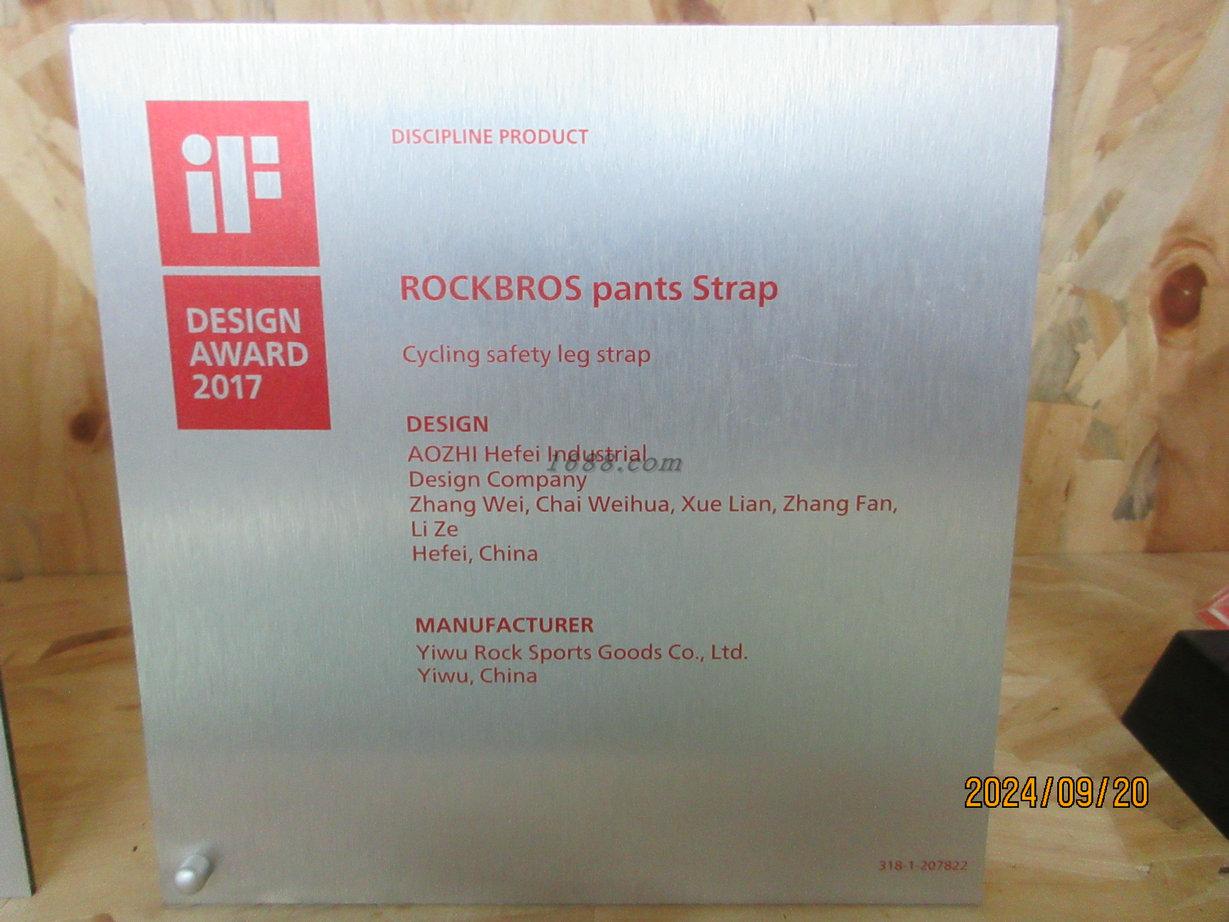 iF
DESIGN
AWARD
2017
DISCIPLINE PRODUCT
ROCKBROS pants Strap
Cycling safety leg strap
DESIGN
AOZHI Hefei Industrial
1688.com
Design Company
Zhang Wei, Chai Weihua, Xue Lian, Zhang Fan,
Li Ze
Hefei, China
MANUFACTURER
Yiwu Rock Sports Goods Co., Ltd.
Yiwu, China
2024/09/20
318-1-207822